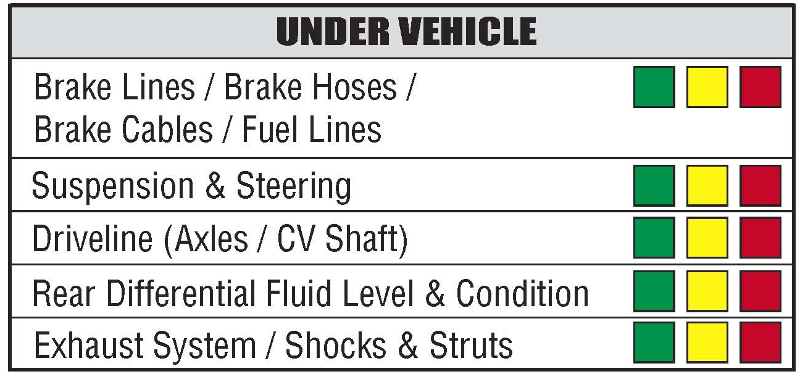 UNDER VEHICLE
Brake Lines / Brake Hoses /
Brake Cables / Fuel Lines
Suspension & Steering
Driveline (Axles / CV Shaft)
Rear Differential Fluid Level & Condition
Exhaust System / Shocks & Struts